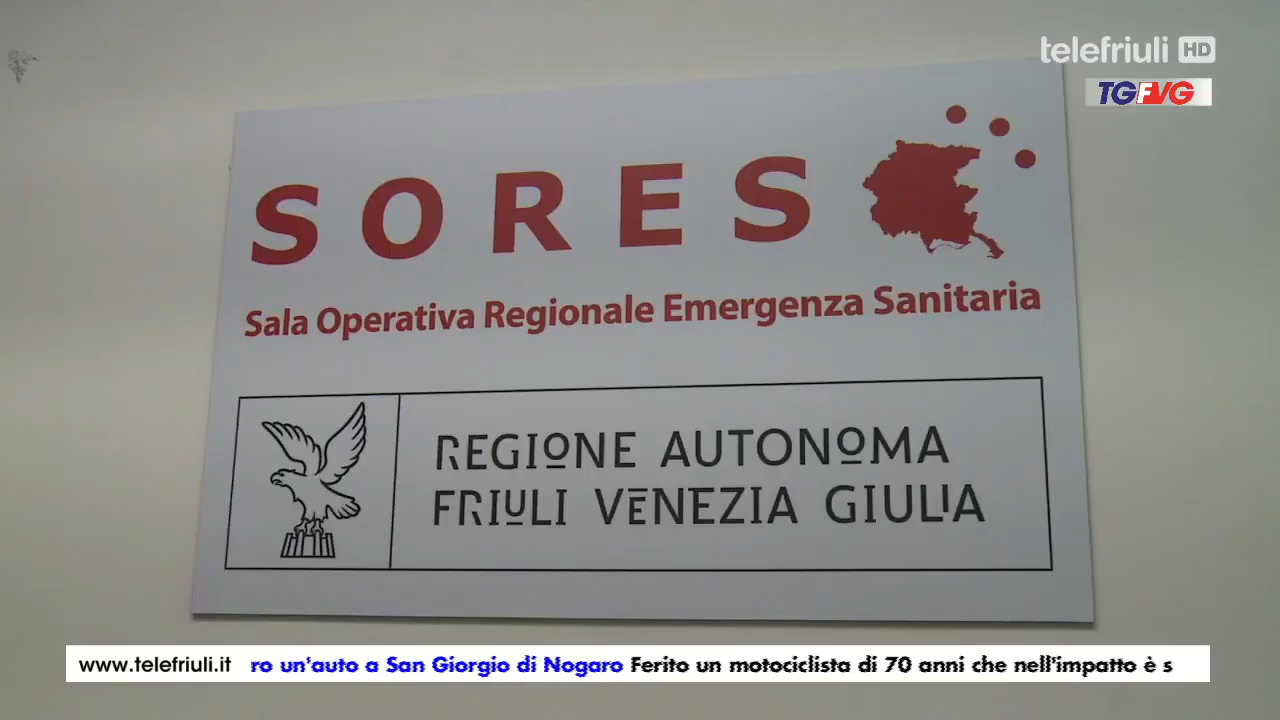 telefriuli HD
TGFVG
SORES
Sala Operativa Regionale Emergenza Sanitaria
REGIONE AUTONOMA
FRIULI VENEZIA GIULIA
www.telefriuli.it ro un'auto a San Giorgio di Nogaro Ferito un motociclista di 70 anni che nell'impatto è s